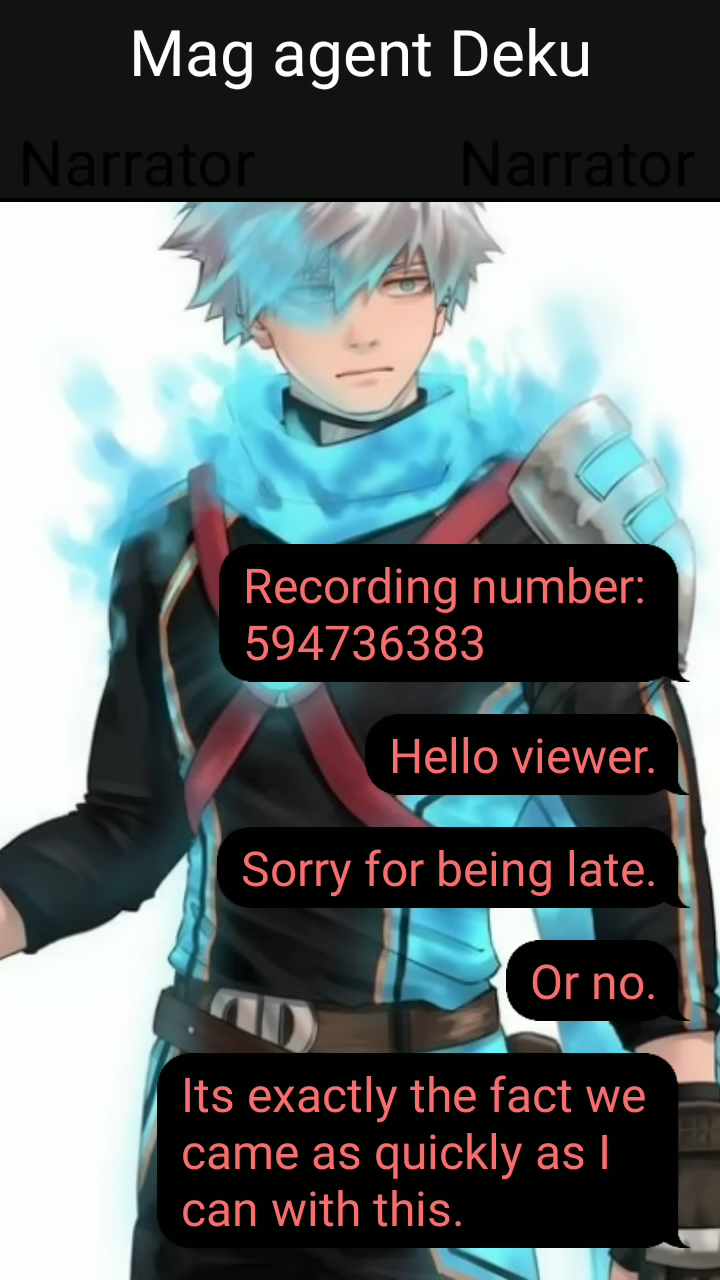 Mag agent Deku
Narrator Narrator
Recording number:
594736383
Hello viewer.
Sorry for being late.
Or no.
Its exactly the fact we
came as quickly as I
can with this.